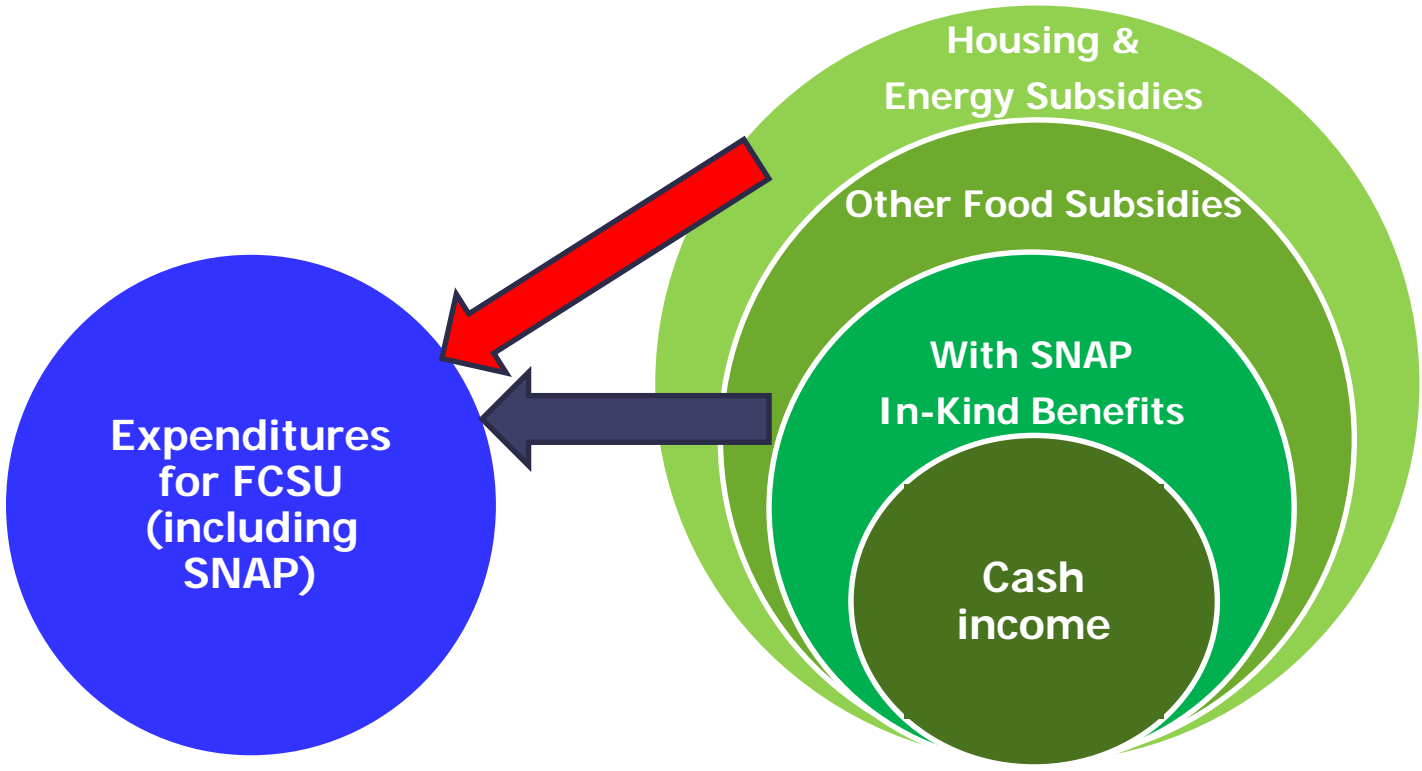 Housing &
Energy Subsidies
Other Food Subsidies
With SNAP
In-Kind Benefits
Cash
income
Expenditures
for FCSU
(including
SNAP)